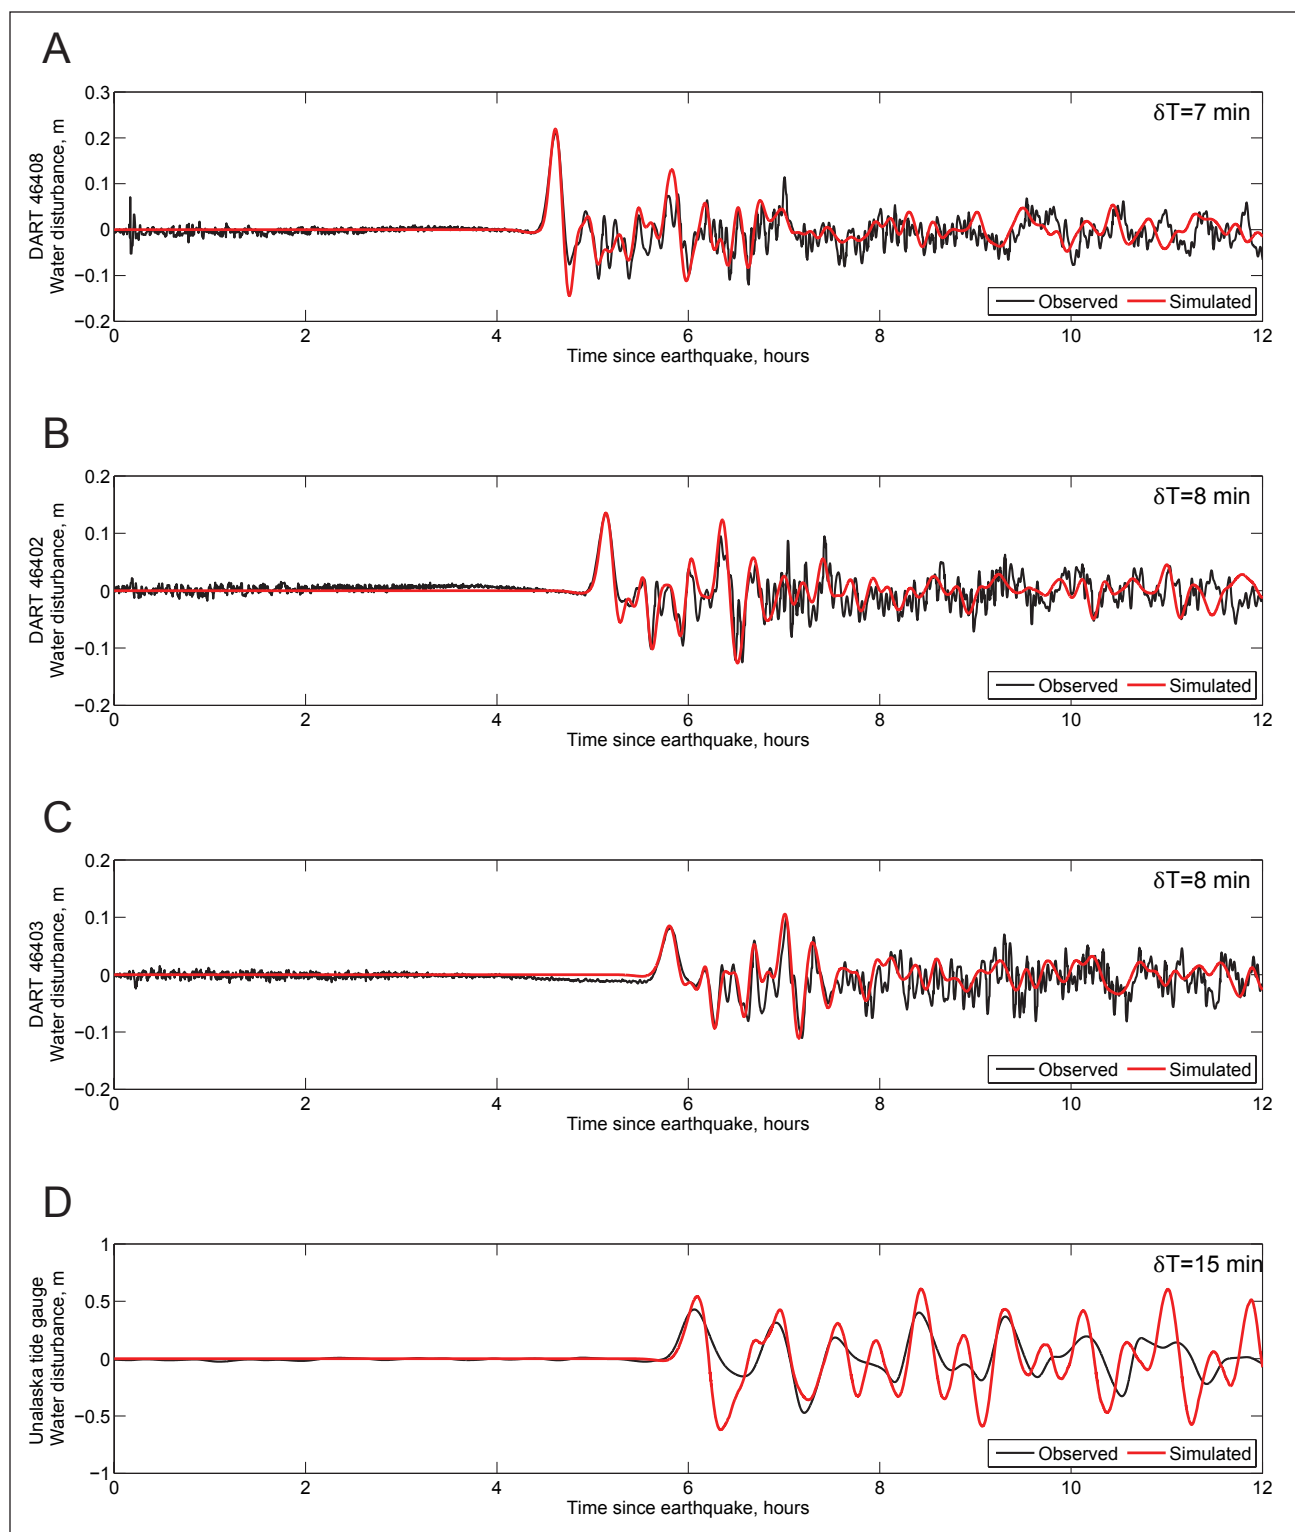 A
δT=7 min
DART 46408
Water disturbance, m
0.3
0.2
0.1
0
−0.1
−0.2
Observed Simulated
0 2 4 6 8 10 12
Time since earthquake, hours
B
δT=8 min
DART 46402
Water disturbance, m
0.2
0.1
0
−0.1
−0.2
Observed Simulated
0 2 4 6 8 10 12
Time since earthquake, hours
C
δT=8 min
DART 46403
Water disturbance, m
0.2
0.1
0
−0.1
−0.2
Observed Simulated
0 2 4 6 8 10 12
Time since earthquake, hours
D
δT=15 min
Unalaska tide gauge
Water disturbance, m
1
0.5
0
−0.5
−1
Observed Simulated
0 2 4 6 8 10 12
Time since earthquake, hours